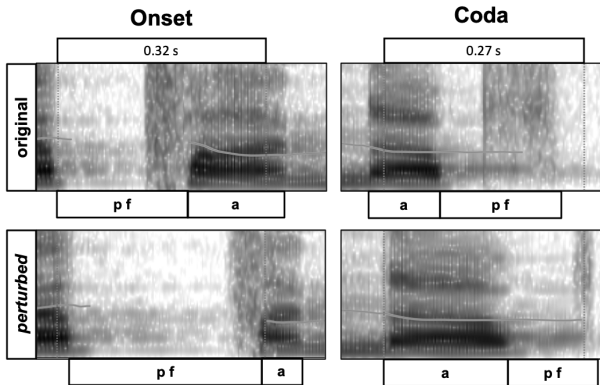 Onset Coda
0.32 s 0.27 s
original
p f a a p f
perturbed
p f a a p f